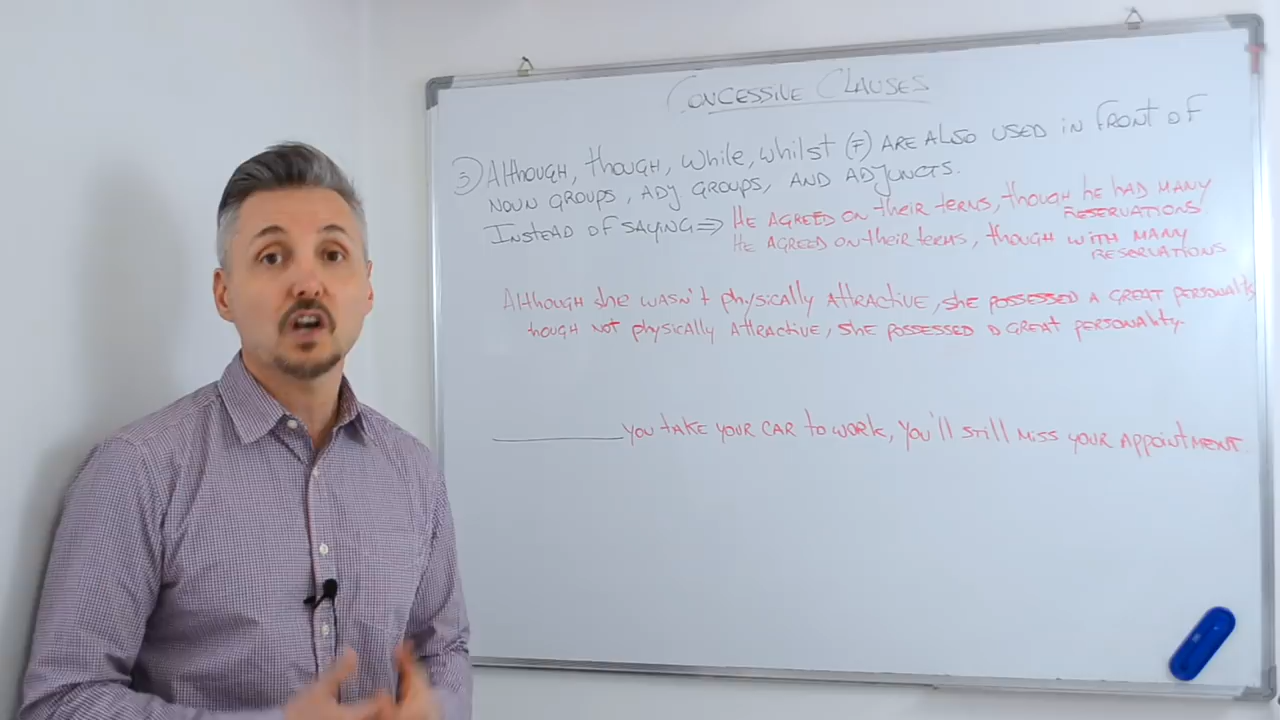 CONCESSIVE CLAUSES
3) Although, though, while, whilst (F) ARE ALSO USED IN FRONT OF
NOUN GROUPS, ADJ GROUPS, AND ADJUNCTS.
INSTEAD OF SAYING ⇒ HE AGREED ON their terms, though he HAD MANY
RESERVATIONS
HE AGREED ON their terms, though WITH MANY
RESERVATIONS
Although she WASN'T physically Attractive, she POSSESSED A GREAT PERSONALITY
though NOT physically Attractive, she POSSESSED A GREAT PERSONALITY.
____________ YOU TAKE YOUR CAR to WORK, YOU'll still MISS YOUR APPOINTMENT.